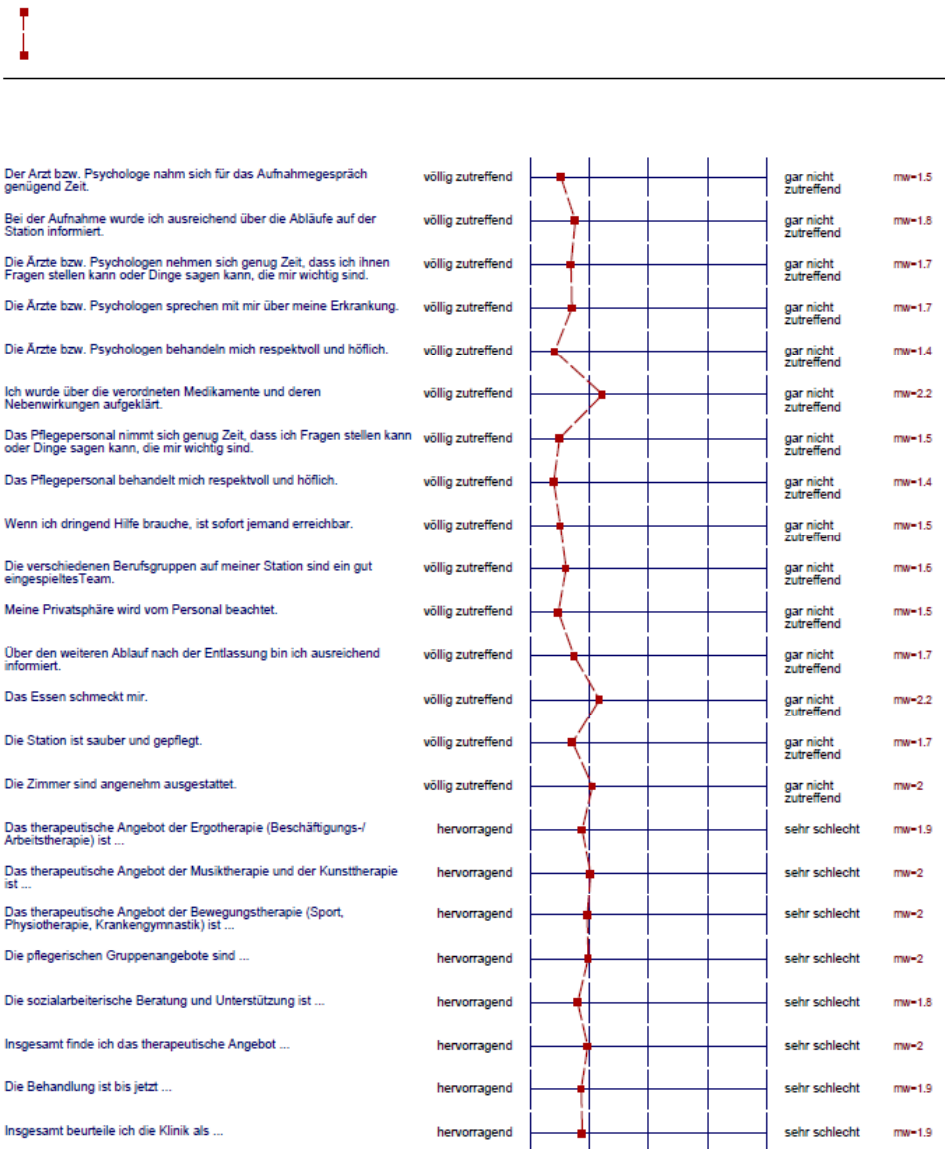 Der Arzt bzw. Psychologe nahm sich für das Aufnahmegespräch
genügend Zeit.
völlig zutreffend
gar nicht
zutreffend
mw=1.5
Bei der Aufnahme wurde ich ausreichend über die Abläufe auf der
Station informiert.
völlig zutreffend
gar nicht
zutreffend
mw=1.8
Die Ärzte bzw. Psychologen nehmen sich genug Zeit, dass ich ihnen
Fragen stellen kann oder Dinge sagen kann, die mir wichtig sind.
völlig zutreffend
gar nicht
zutreffend
mw=1.7
Die Ärzte bzw. Psychologen sprechen mit mir über meine Erkrankung.
völlig zutreffend
gar nicht
zutreffend
mw=1.7
Die Ärzte bzw. Psychologen behandeln mich respektvoll und höflich.
völlig zutreffend
gar nicht
zutreffend
mw=1.4
Ich wurde über die verordneten Medikamente und deren
Nebenwirkungen aufgeklärt.
völlig zutreffend
gar nicht
zutreffend
mw=2.2
Das Pflegepersonal nimmt sich genug Zeit, dass ich Fragen stellen kann
oder Dinge sagen kann, die mir wichtig sind.
völlig zutreffend
gar nicht
zutreffend
mw=1.5
Das Pflegepersonal behandelt mich respektvoll und höflich.
völlig zutreffend
gar nicht
zutreffend
mw=1.4
Wenn ich dringend Hilfe brauche, ist sofort jemand erreichbar.
völlig zutreffend
gar nicht
zutreffend
mw=1.5
Die verschiedenen Berufsgruppen auf meiner Station sind ein gut
eingespieltesTeam.
völlig zutreffend
gar nicht
zutreffend
mw=1.6
Meine Privatsphäre wird vom Personal beachtet.
völlig zutreffend
gar nicht
zutreffend
mw=1.5
Über den weiteren Ablauf nach der Entlassung bin ich ausreichend
informiert.
völlig zutreffend
gar nicht
zutreffend
mw=1.7
Das Essen schmeckt mir.
völlig zutreffend
gar nicht
zutreffend
mw=2.2
Die Station ist sauber und gepflegt.
völlig zutreffend
gar nicht
zutreffend
mw=1.7
Die Zimmer sind angenehm ausgestattet.
völlig zutreffend
gar nicht
zutreffend
mw=2
Das therapeutische Angebot der Ergotherapie (Beschäftigungs-/
Arbeitstherapie) ist ...
hervorragend
sehr schlecht
mw=1.9
Das therapeutische Angebot der Musiktherapie und der Kunsttherapie
ist ...
hervorragend
sehr schlecht
mw=2
Das therapeutische Angebot der Bewegungstherapie (Sport,
Physiotherapie, Krankengymnastik) ist ...
hervorragend
sehr schlecht
mw=2
Die pflegerischen Gruppenangebote sind ...
hervorragend
sehr schlecht
mw=2
Die sozialarbeiterische Beratung und Unterstützung ist ...
hervorragend
sehr schlecht
mw=1.8
Insgesamt finde ich das therapeutische Angebot ...
hervorragend
sehr schlecht
mw=2
Die Behandlung ist bis jetzt ...
hervorragend
sehr schlecht
mw=1.9
Insgesamt beurteile ich die Klinik als ...
hervorragend
sehr schlecht
mw=1.9